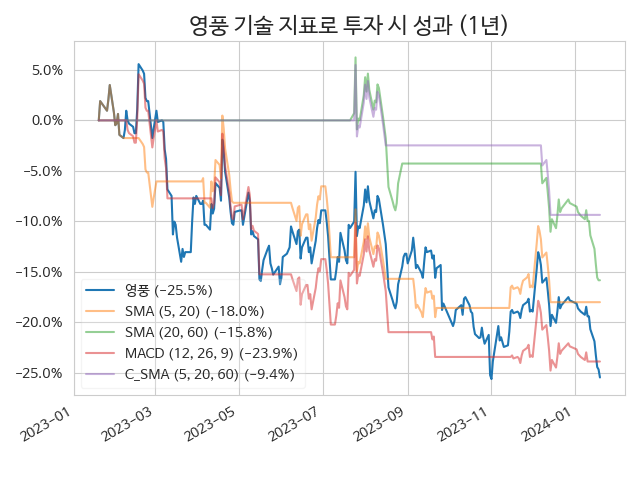 영풍 기술 지표로 투자 시 성과 (1년)
5.0%
0.0%
−5.0%
−10.0%
−15.0%
−20.0%
−25.0%
영풍 (−25.5%)
SMA (5, 20) (−18.0%)
SMA (20, 60) (−15.8%)
MACD (12, 26, 9) (−23.9%)
C_SMA (5, 20, 60) (−9.4%)
2023−01
2023−03
2023−05
2023−07
2023−09
2023−11
2024−01